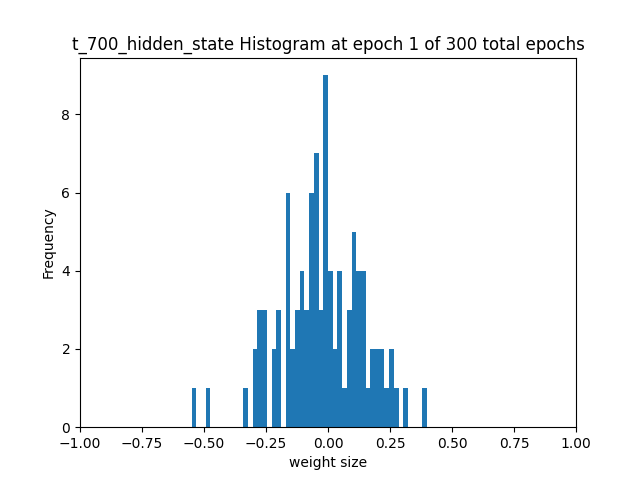 t_700_hidden_state Histogram at epoch 1 of 300 total epochs
Frequency
8
6
4
2
0
−1.00 −0.75 −0.50 −0.25 0.00 0.25 0.50 0.75 1.00
weight size